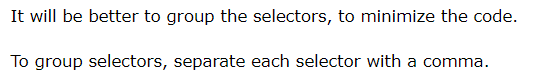 It will be better to group the selectors, to minimize the code.
To group selectors, separate each selector with a comma.